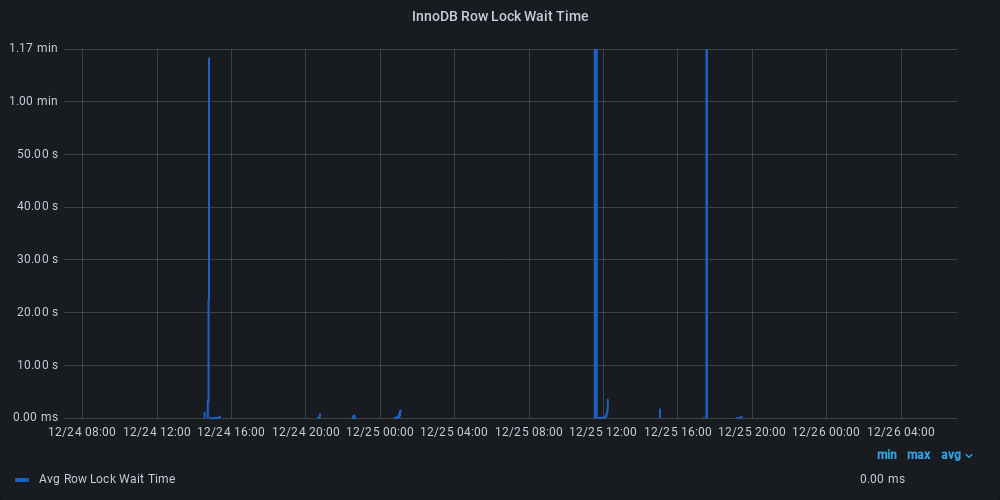 InnoDB Row Lock Wait Time
1.17 min
1.00 min
50.00 s
40.00 s
30.00 s
20.00 s
10.00 s
0.00 ms
12/24 08:00 12/24 12:00 12/24 16:00 12/24 20:00 12/25 00:00 12/25 04:00 12/25 08:00 12/25 12:00 12/25 16:00 12/25 20:00 12/26 00:00 12/26 04:00
min max avg
Avg Row Lock Wait Time 0.00 ms